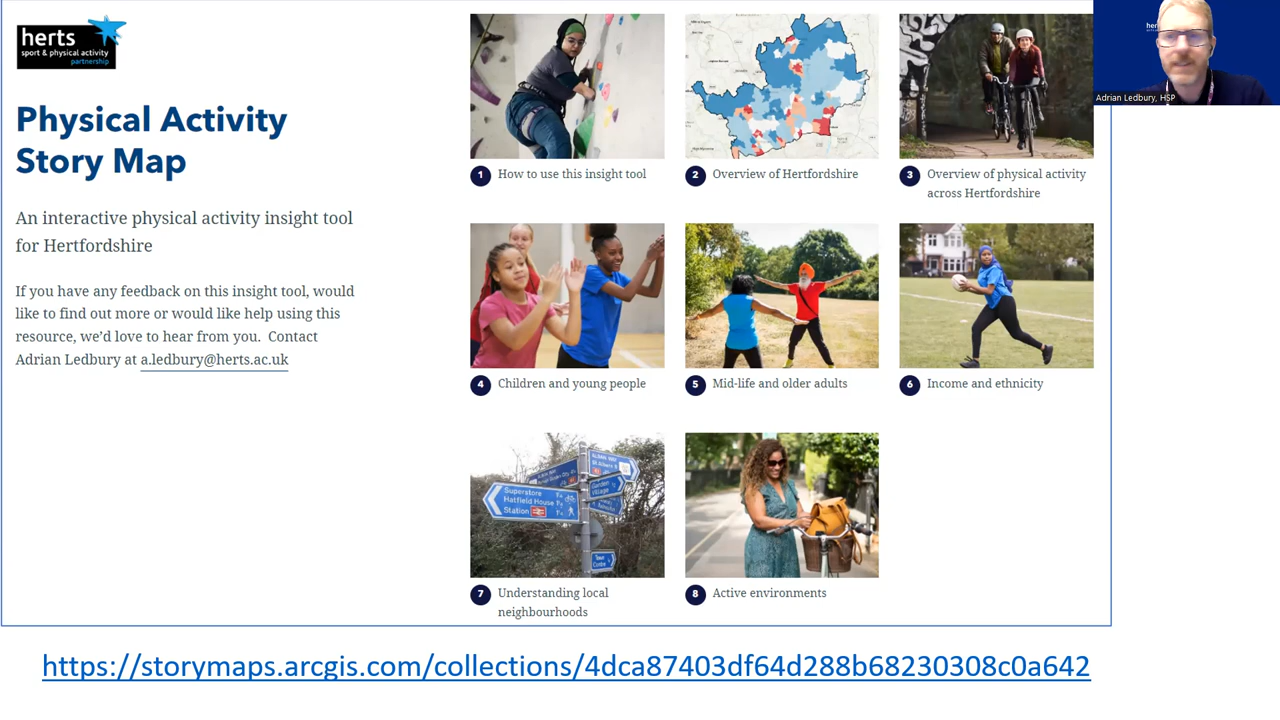 herts
sport & physical activity
partnership
Physical Activity
Story Map
An interactive physical activity insight tool
for Hertfordshire
If you have any feedback on this insight tool, would
like to find out more or would like help using this
resource, we’d love to hear from you.  Contact
Adrian Ledbury at a.ledbury@herts.ac.uk
1 How to use this insight tool
2 Overview of Hertfordshire
3 Overview of physical activity
across Hertfordshire
4 Children and young people
5 Mid-life and older adults
6 Income and ethnicity
Superstore
Hatfield House
Station
Garden
Village
Town
Centre
7 Understanding local
neighbourhoods
8 Active environments
herts
Adrian Ledbury, HSP
https://storymaps.arcgis.com/collections/4dca87403df64d288b68230308c0a642